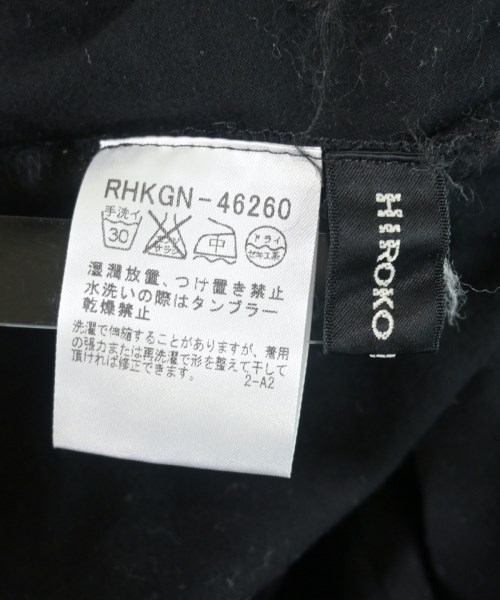 RHKGN-46260
手洗イ
30
中
ドライ
セキユ系
湿潤放置、つけ置き禁止
水洗いの際はタンブラー
乾燥禁止
洗濯で伸縮することがありますが、着用
の張力または再洗濯で形を整えて干して
頂ければ修正できます。
2-A2
HIROKO